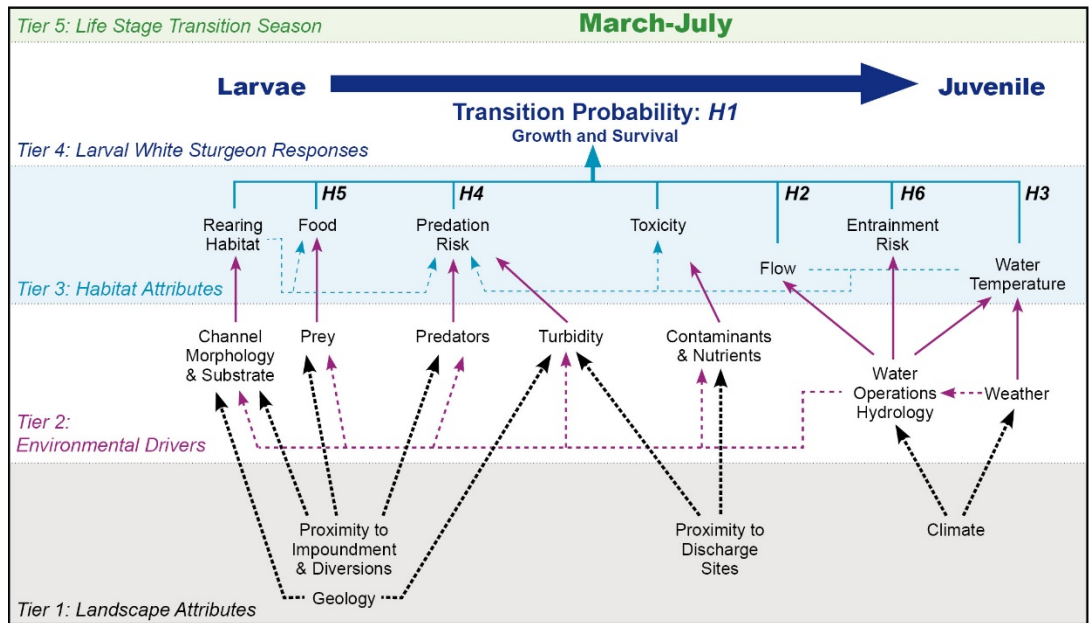 Tier 5: Life Stage Transition Season
March-July
Larvae
Juvenile
Transition Probability: H1
Growth and Survival
Tier 4: Larval White Sturgeon Responses
H5
H4
H2
H6
H3
Rearing
Habitat
Food
Predation
Risk
Toxicity
Flow
Entrainment
Risk
Water
Temperature
Tier 3: Habitat Attributes
Channel
Morphology
& Substrate
Prey
Predators
Turbidity
Contaminants
& Nutrients
Water
Operations
Hydrology
Weather
Tier 2:
Environmental Drivers
Proximity to
Impoundment
& Diversions
Proximity to
Discharge
Sites
Climate
Geology
Tier 1: Landscape Attributes